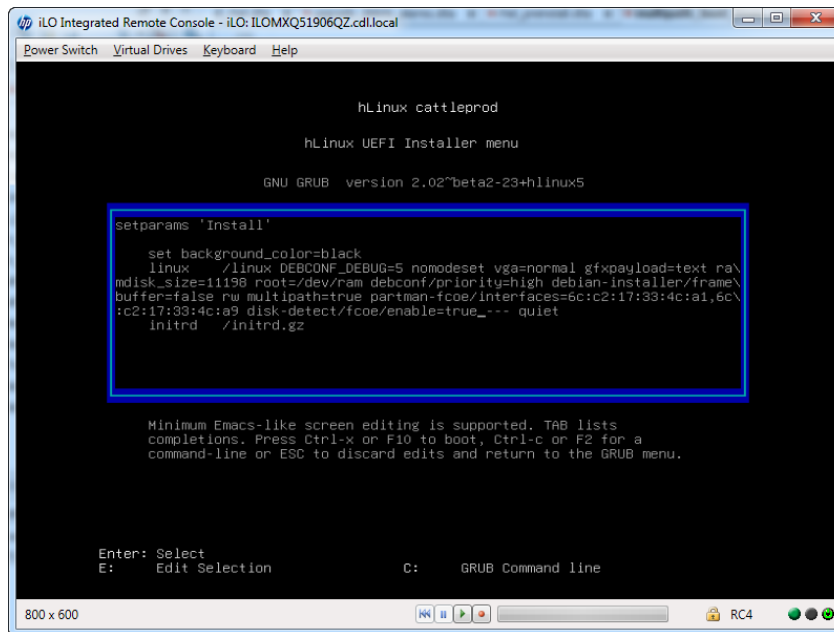 iLO Integrated Remote Console - iLO: ILOMXQ51906QZ.cdl.local
Power Switch Virtual Drives Keyboard Help
hLinux cattleprod
hLinux UEFI Installer menu
GNU GRUB version 2.02~beta2-23+hlinux5
setparams 'Install'
set background_color=black
linux /linux DEBCONF_DEBUG=5 nomodeset vga=normal gfxpayload=text ra\
mdisk_size=11198 root=/dev/ram debconf/priority=high debian-installer/frame\
buffer=false rw multipath=true partman-fcoe/interfaces=6c:c2:17:33:4c:a1,6c\
:c2:17:33:4c:a9 disk-detect/fcoe/enable=true_--- quiet
initrd /initrd.gz
Minimum Emacs-like screen editing is supported. TAB lists
completions. Press Ctrl-x or F10 to boot, Ctrl-c or F2 for a
command-line or ESC to discard edits and return to the GRUB menu.
Enter: Select
E: Edit Selection C: GRUB Command line
800 x 600 RC4